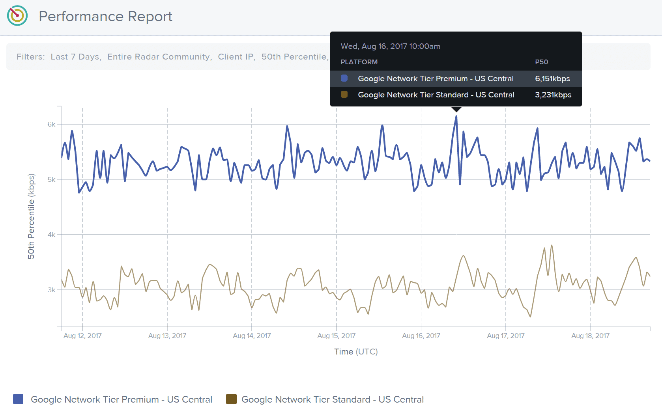 Performance Report
Wed, Aug 16, 2017 10:00am
PLATFORM P50
Google Network Tier Premium - US Central 6,151kbps
Google Network Tier Standard - US Central 3,231kbps
Filters: Last 7 Days, Entire Radar Community, Client IP, 50th Percentile,
6k
5k
4k
3k
50th Percentile (kbps)
Aug 12, 2017 Aug 13, 2017 Aug 14, 2017 Aug 15, 2017 Aug 16, 2017 Aug 17, 2017 Aug 18, 2017
Time (UTC)
Google Network Tier Premium - US Central Google Network Tier Standard - US Central